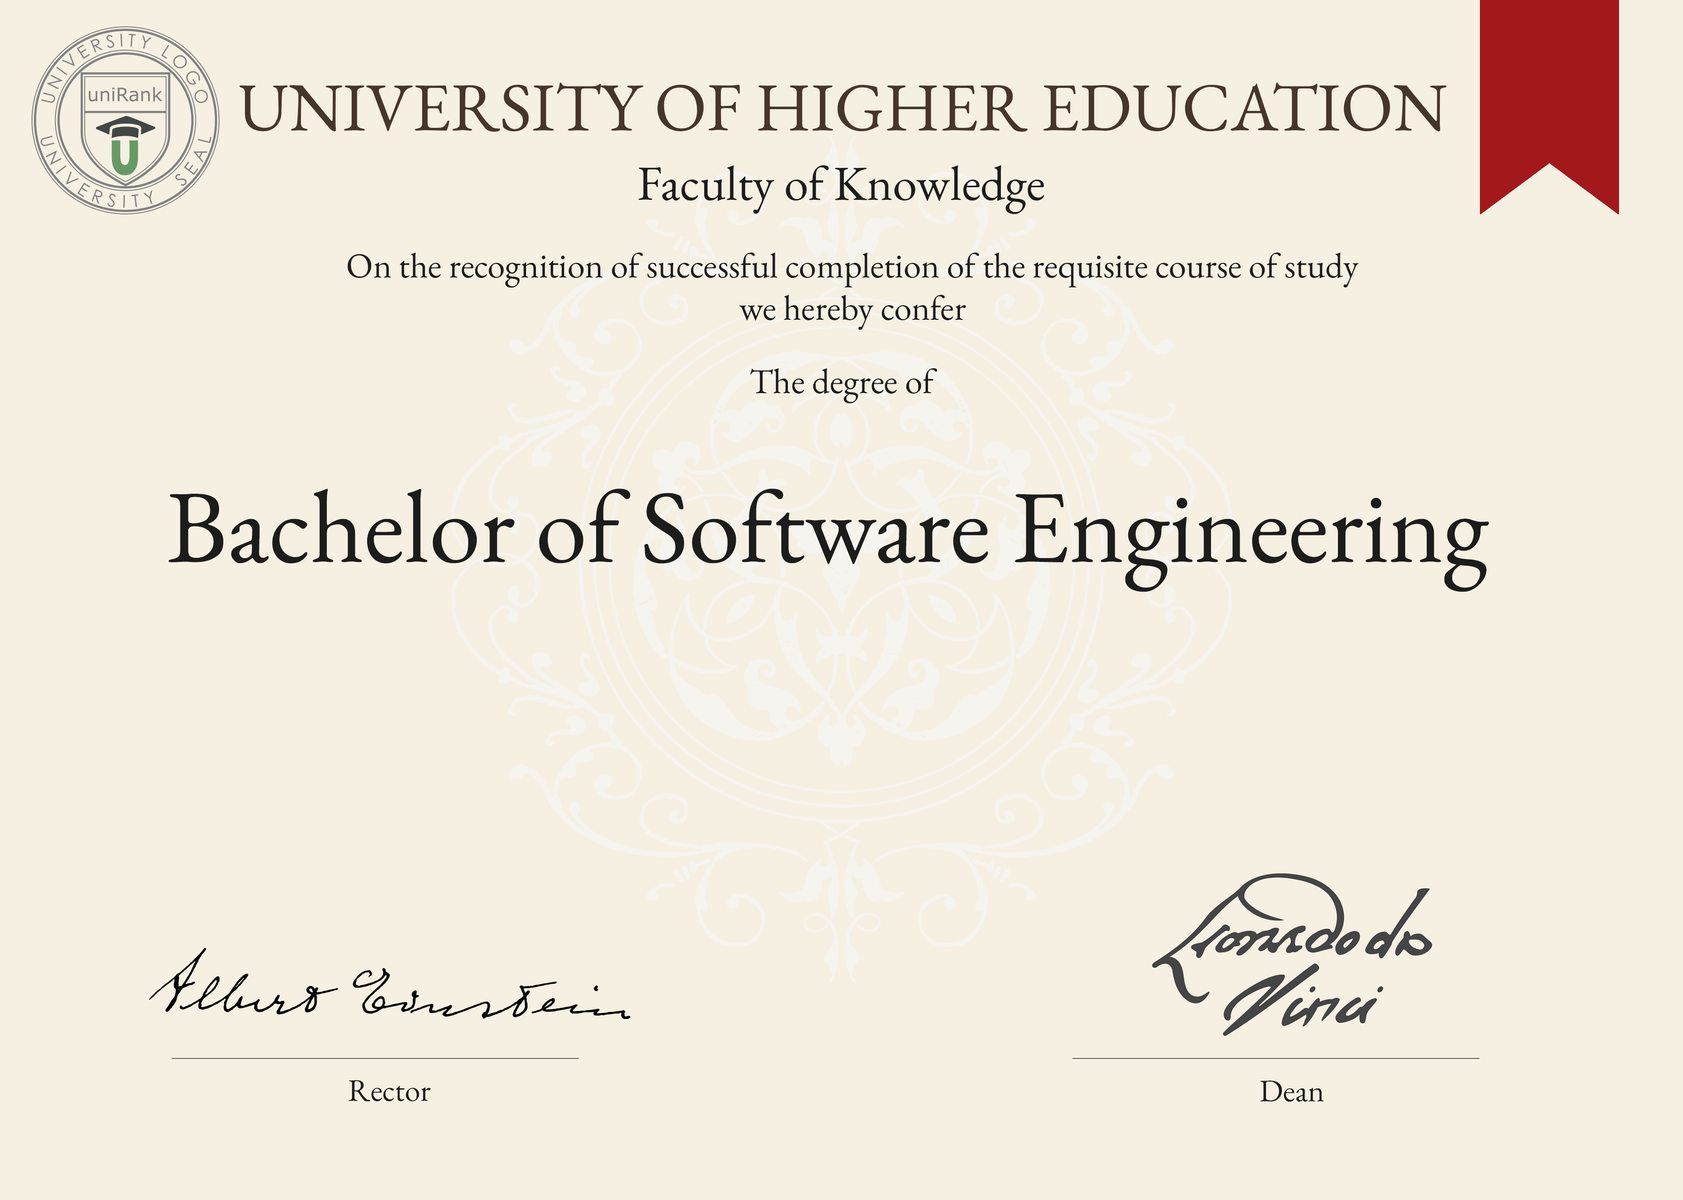 UNIVERSITY LOGO
uniRank
U
UNIVERSITY SEAL
UNIVERSITY OF HIGHER EDUCATION
Faculty of Knowledge
On the recognition of successful completion of the requisite course of study
we hereby confer
The degree of
Bachelor of Software Engineering
Albert Einstein
Leonardo da
Vinci
Rector
Dean